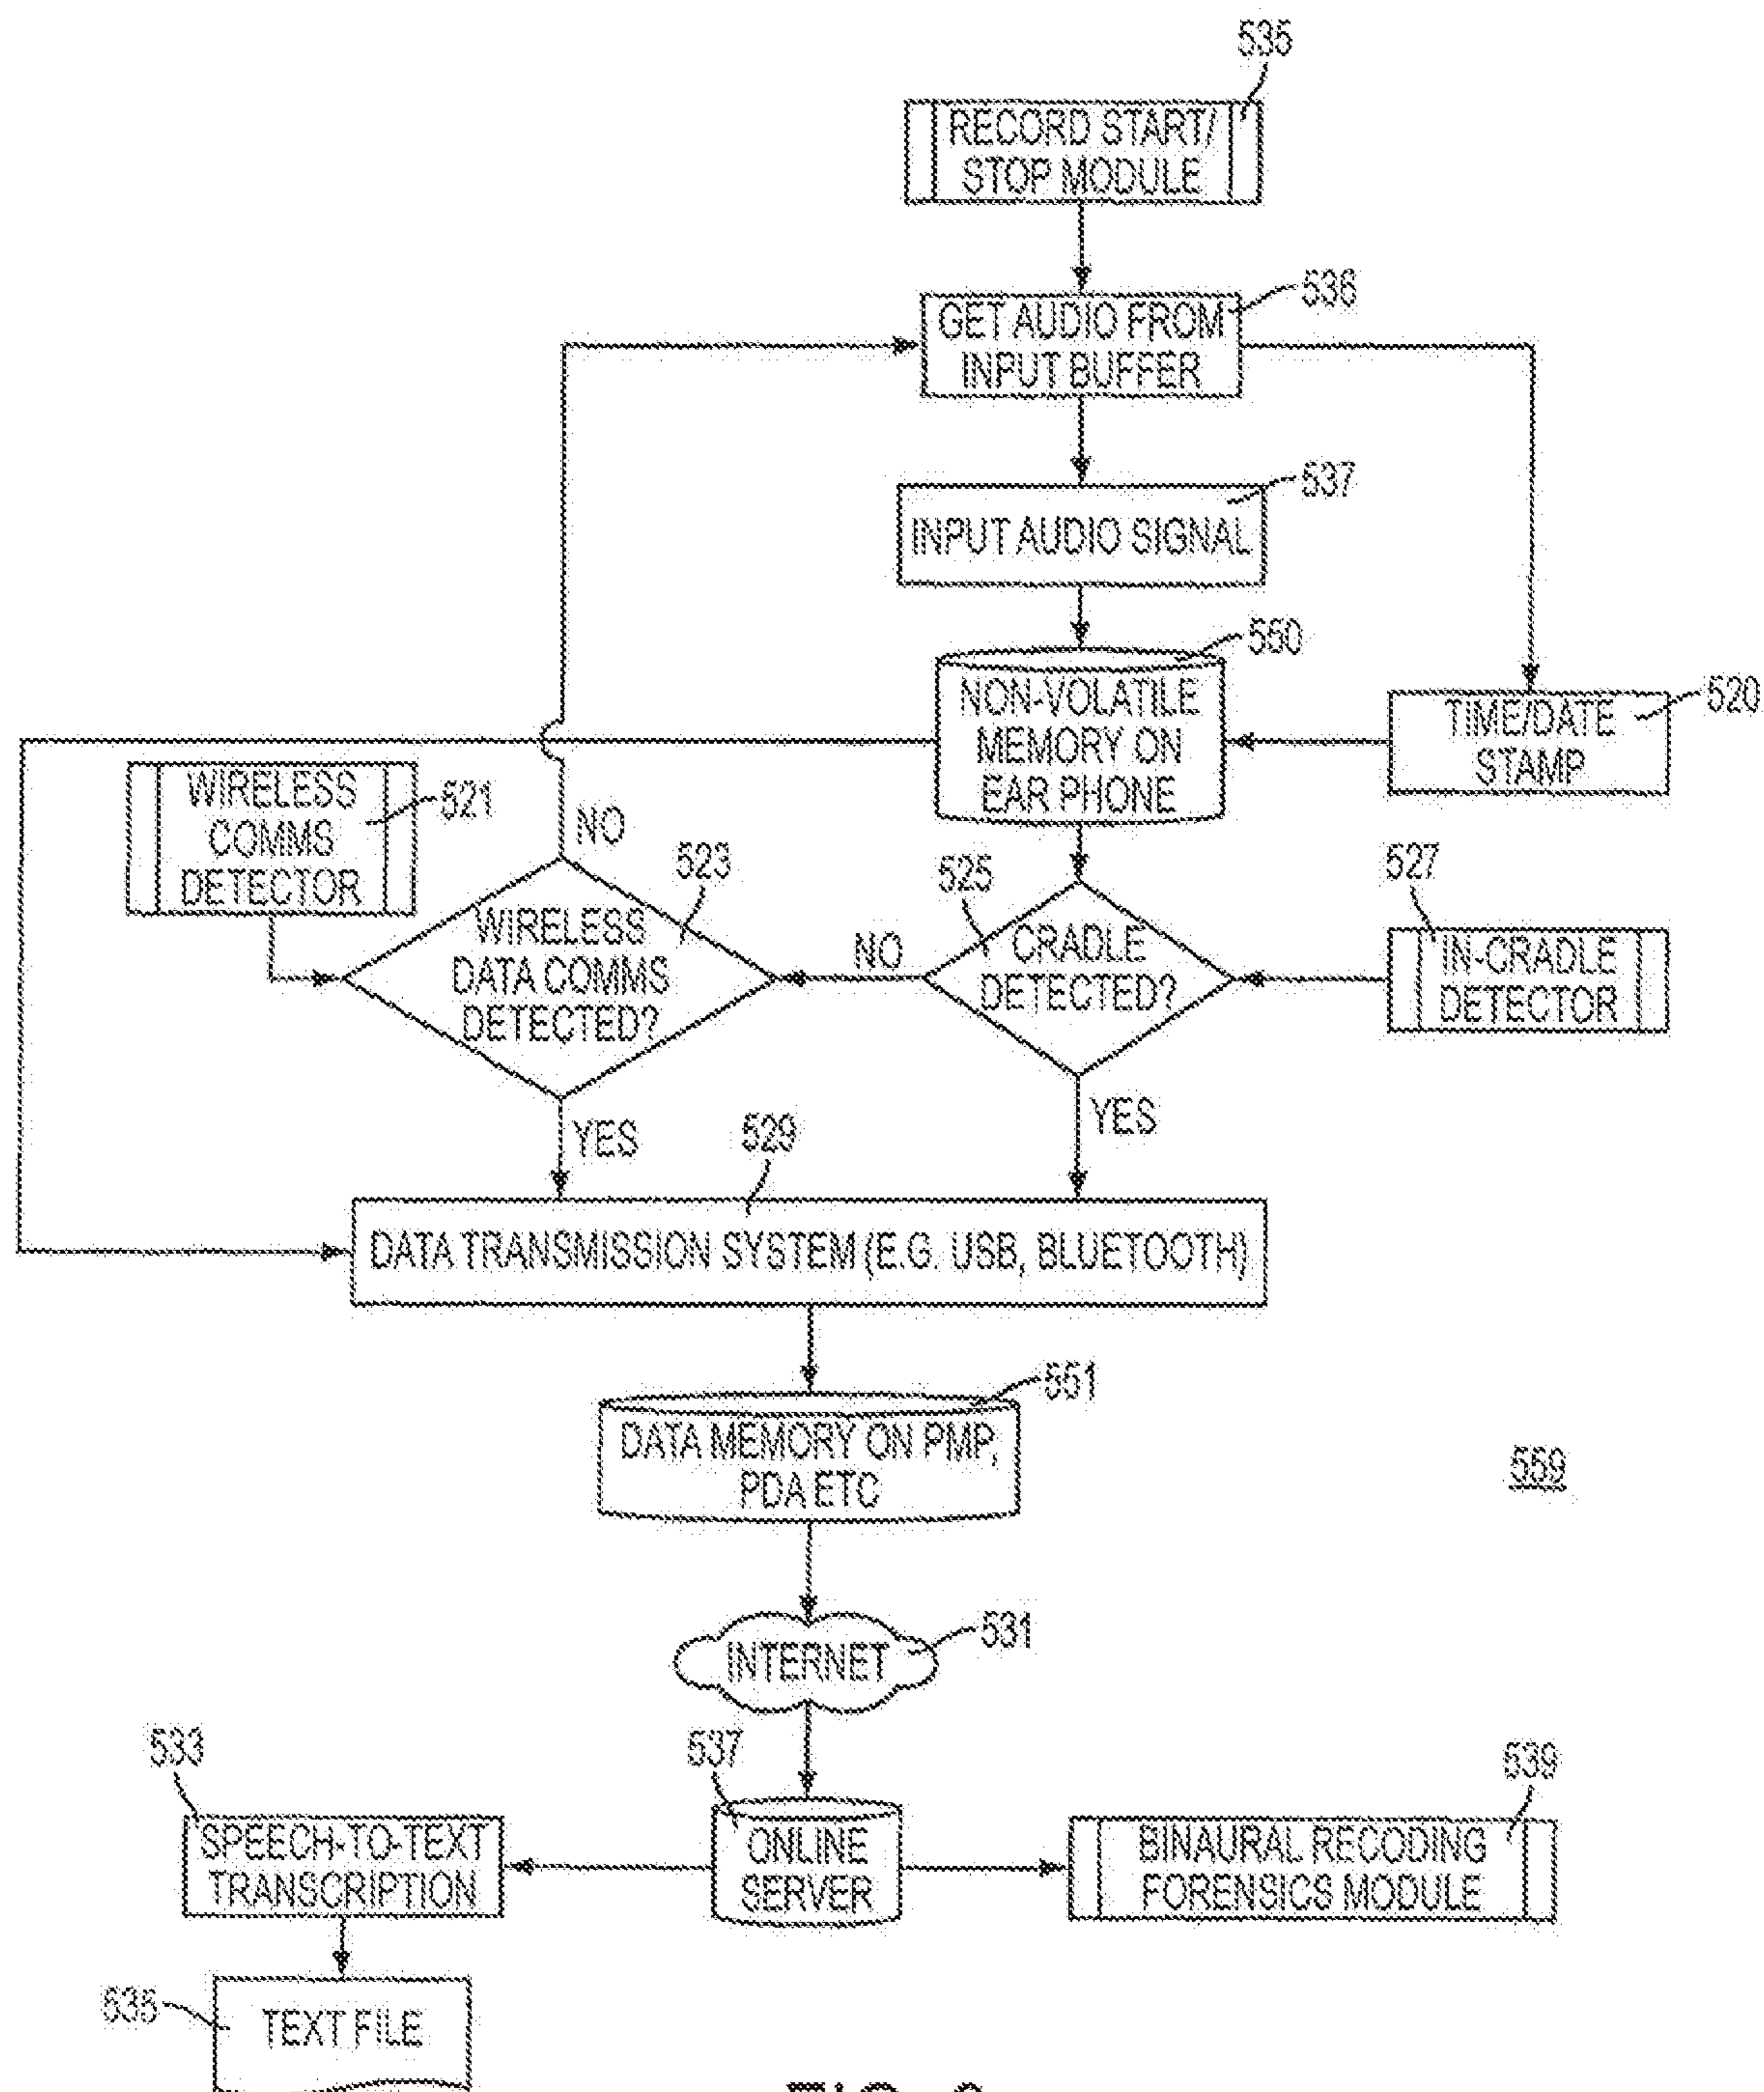 535
RECORD START/
STOP MODULE
536
GET AUDIO FROM
INPUT BUFFER
537
INPUT AUDIO SIGNAL
550
NON-VOLATILE
MEMORY ON
EAR PHONE
520
TIME/DATE
STAMP
WIRELESS
COMMS
DETECTOR
521
NO
523
WIRELESS
DATA COMMS
DETECTED?
NO
525
CRADLE
DETECTED?
527
IN-CRADLE
DETECTOR
YES
YES
529
DATA TRANSMISSION SYSTEM (E.G. USB, BLUETOOTH)
551
DATA MEMORY ON PMP,
PDA ETC
559
INTERNET
531
533
SPEECH-TO-TEXT
TRANSCRIPTION
537
ONLINE
SERVER
539
BINAURAL RECODING
FORENSICS MODULE
535
TEXT FILE